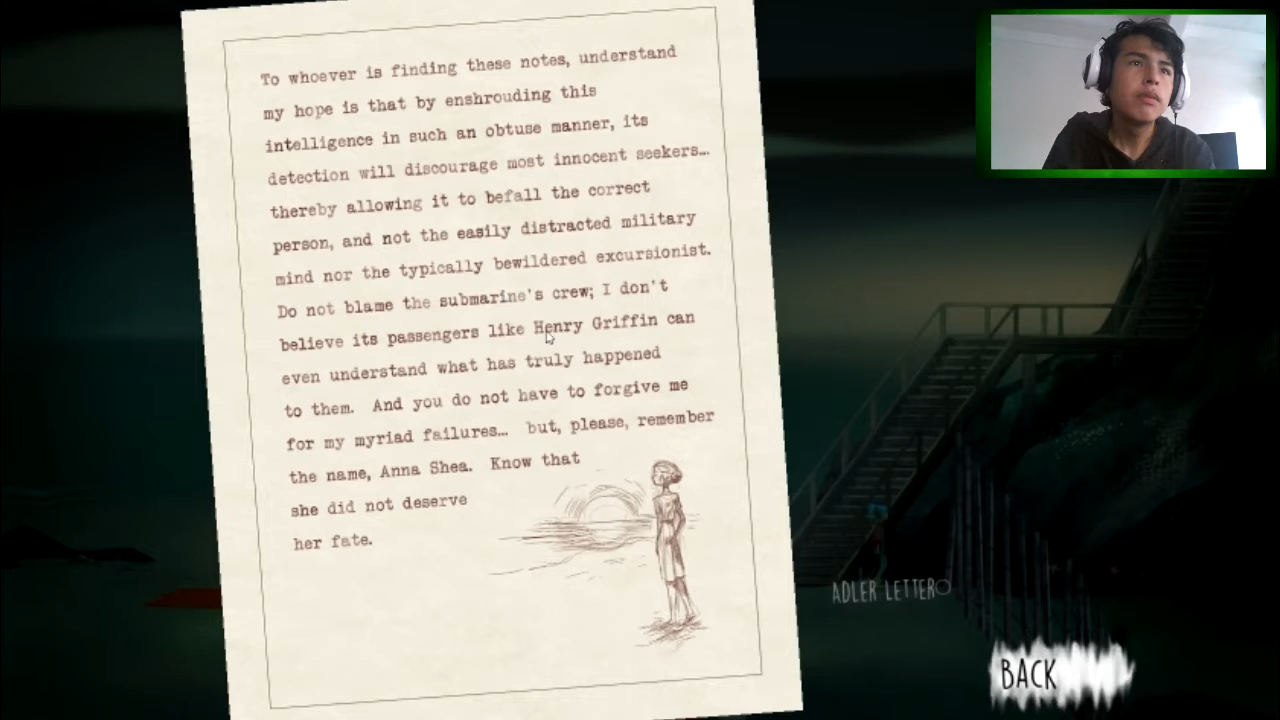 To whoever is finding these notes, understand
my hope is that by enshrouding this
intelligence in such an obtuse manner, its
detection will discourage most innocent seekers...
thereby allowing it to befall the correct
person, and not the easily distracted military
mind nor the typically bewildered excursionist.
Do not blame the submarine's crew; I don't
believe its passengers like Henry Griffin can
even understand what has truly happened
to them. And you do not have to forgive me
for my myriad failures... but, please, remember
the name, Anna Shea. Know that
she did not deserve
her fate.
ADLER LETTER
BACK